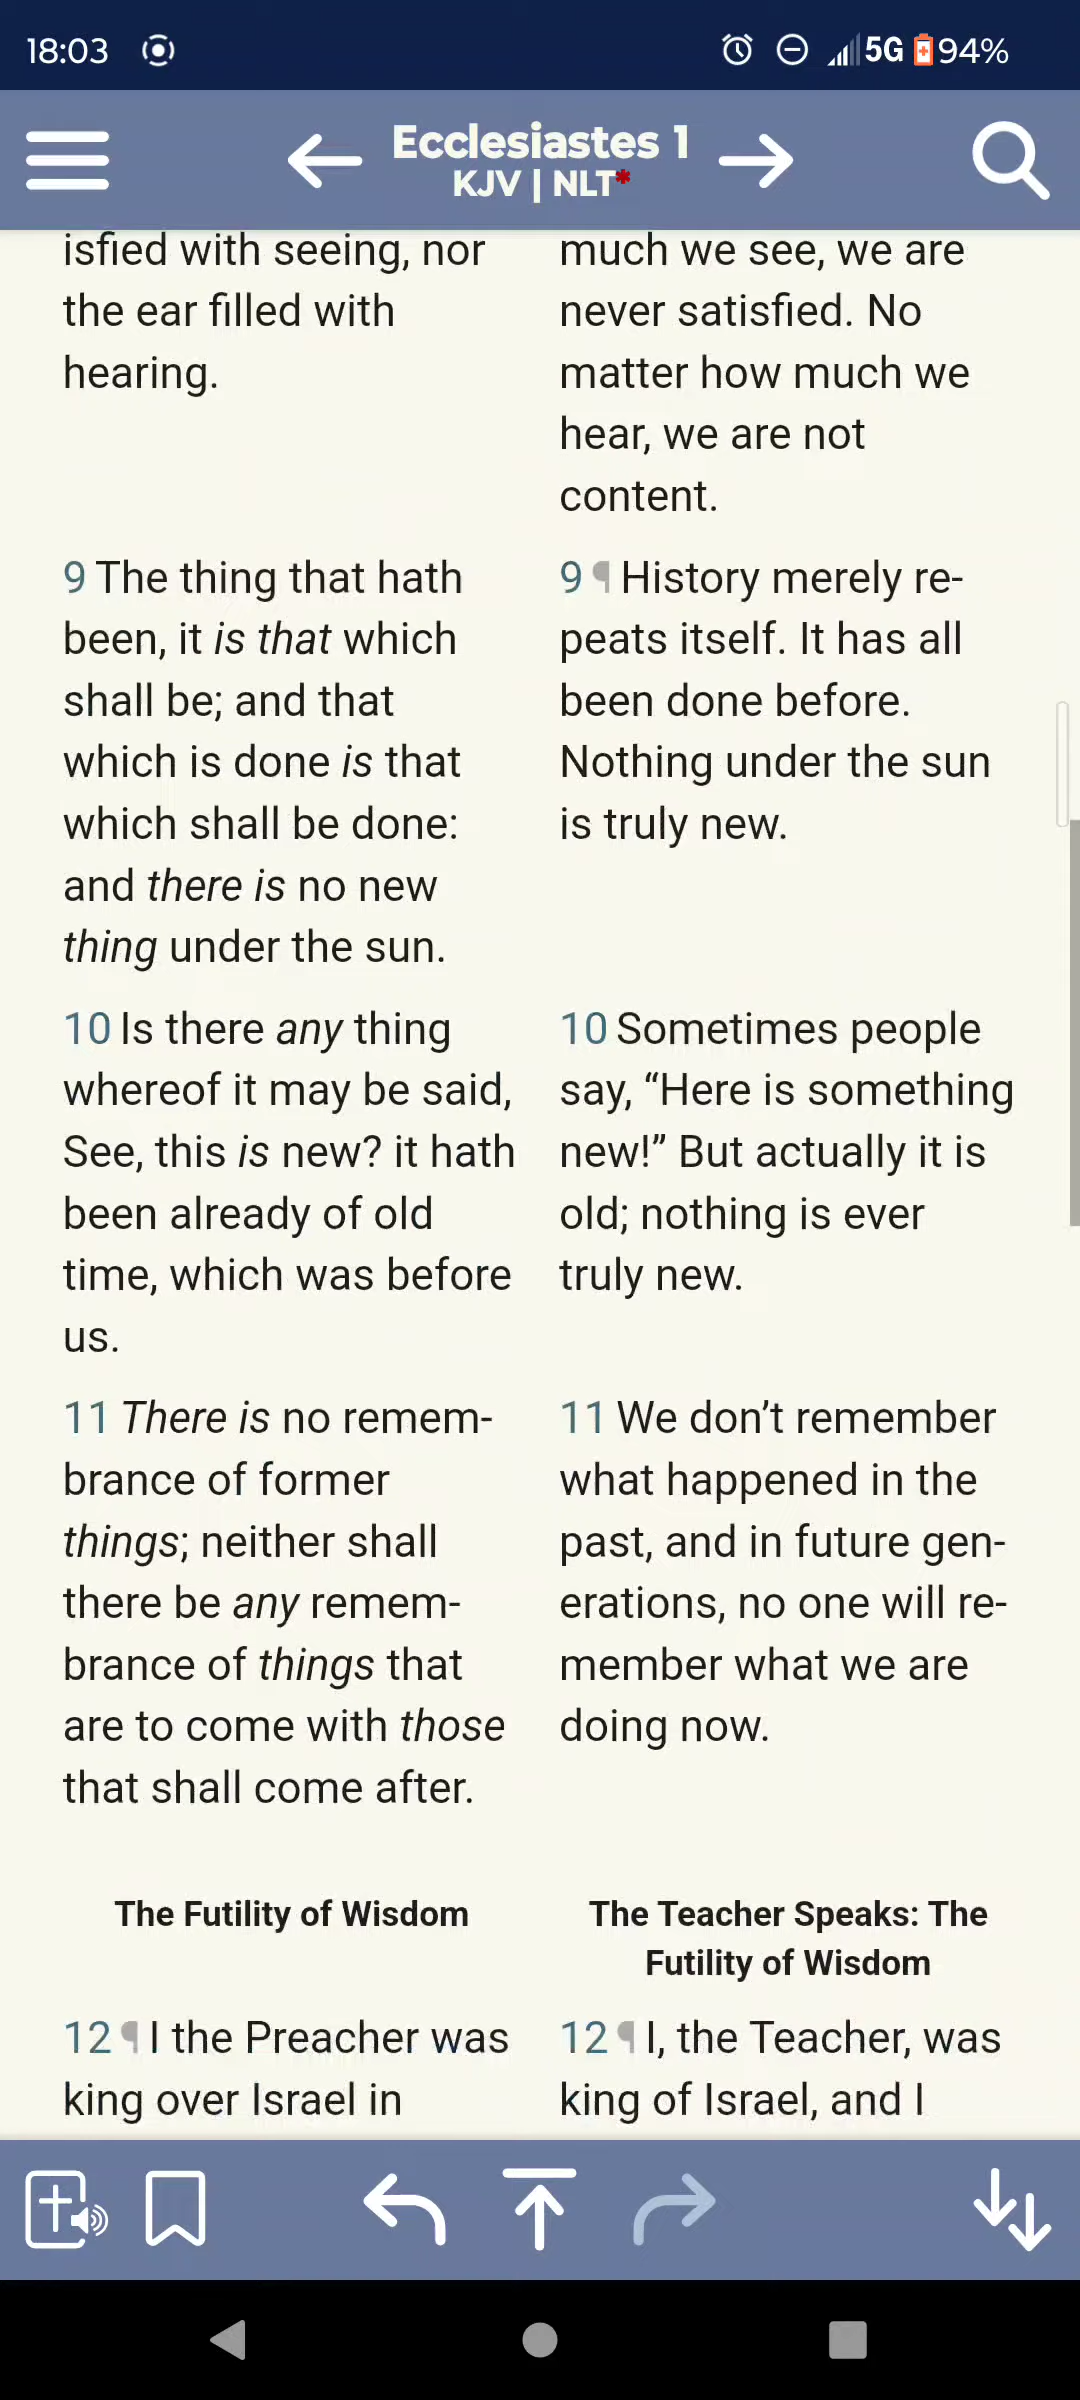 18:03
5G
94%
Ecclesiastes 1
KJV | NLT*
isfied with seeing, nor
the ear filled with
hearing.
much we see, we are
never satisfied. No
matter how much we
hear, we are not
content.
9 The thing that hath
been, it is that which
shall be; and that
which is done is that
which shall be done:
and there is no new
thing under the sun.
9 ¶ History merely re-
peats itself. It has all
been done before.
Nothing under the sun
is truly new.
10 Is there any thing
whereof it may be said,
See, this is new? it hath
been already of old
time, which was before
us.
10 Sometimes people
say, “Here is something
new!” But actually it is
old; nothing is ever
truly new.
11 There is no remem-
brance of former
things; neither shall
there be any remem-
brance of things that
are to come with those
that shall come after.
11 We don’t remember
what happened in the
past, and in future gen-
erations, no one will re-
member what we are
doing now.
The Futility of Wisdom
The Teacher Speaks: The
Futility of Wisdom
12 ¶ I the Preacher was
king over Israel in
12 ¶ I, the Teacher, was
king of Israel, and I